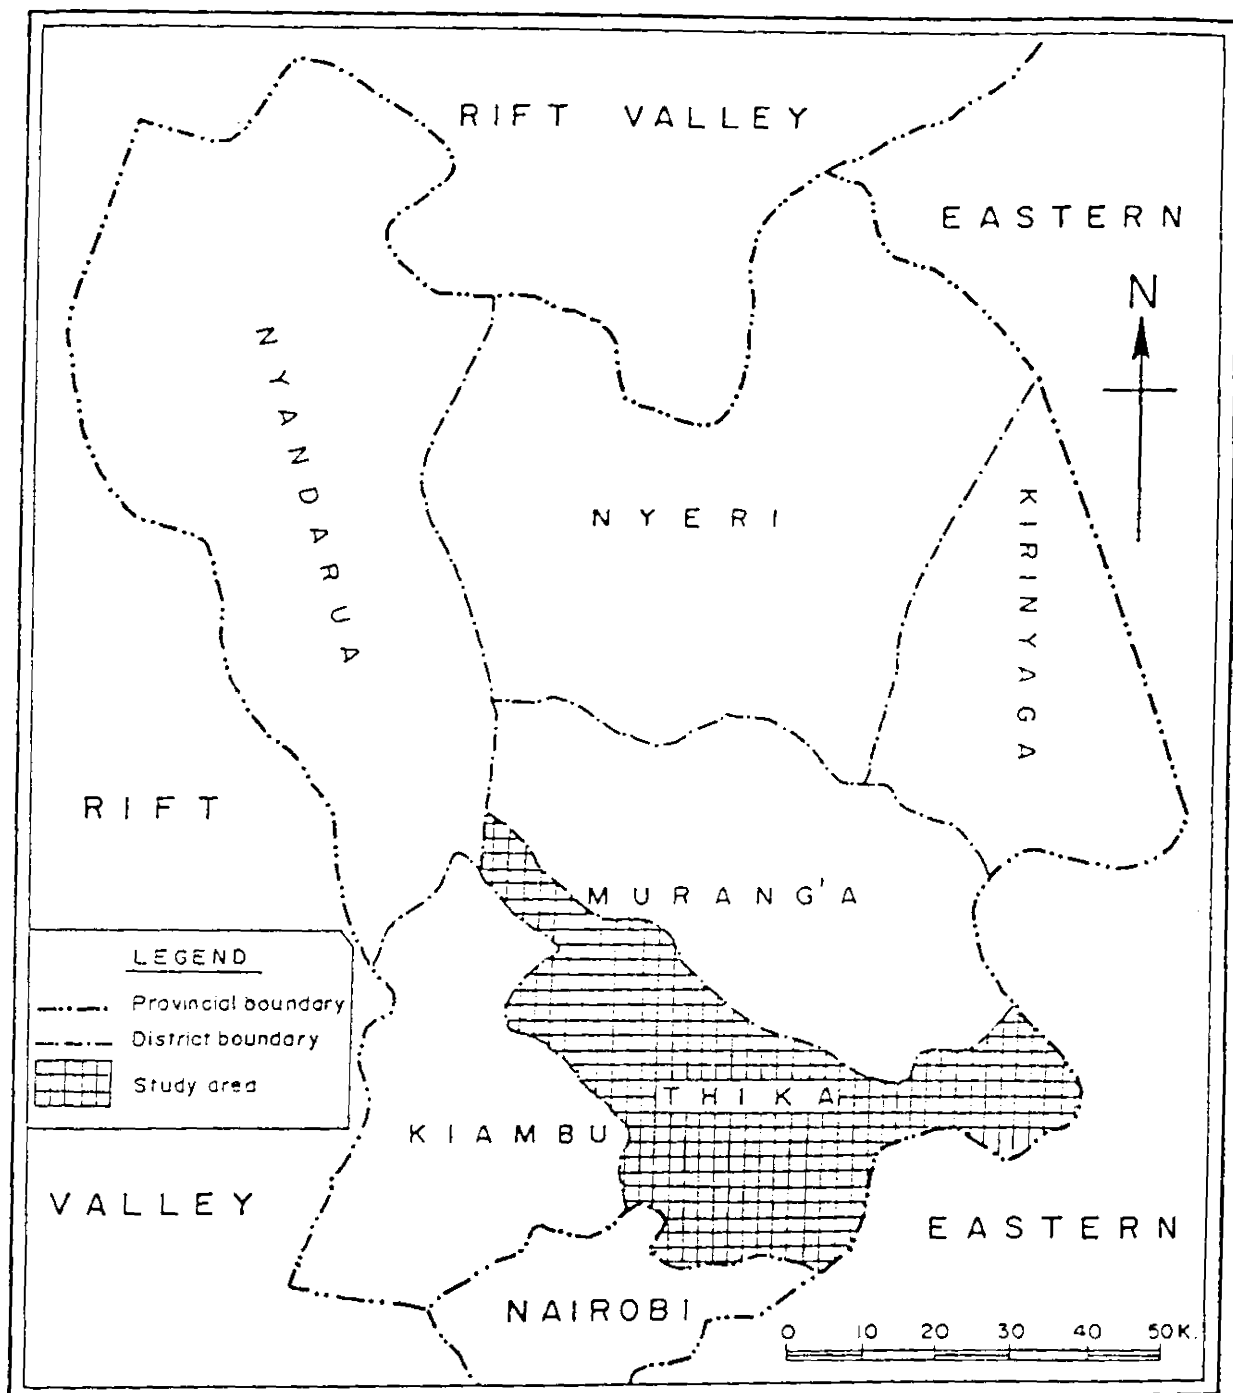 RIFT VALLEY
EASTERN
N
NYANDARUA
NYERI
KIRINYAGA
RIFT
MURANG'A
LEGEND
Provincial boundary
District boundary
Study area
THIKA
KIAMBU
VALLEY
EASTERN
NAIROBI
0 10 20 30 40 50K.